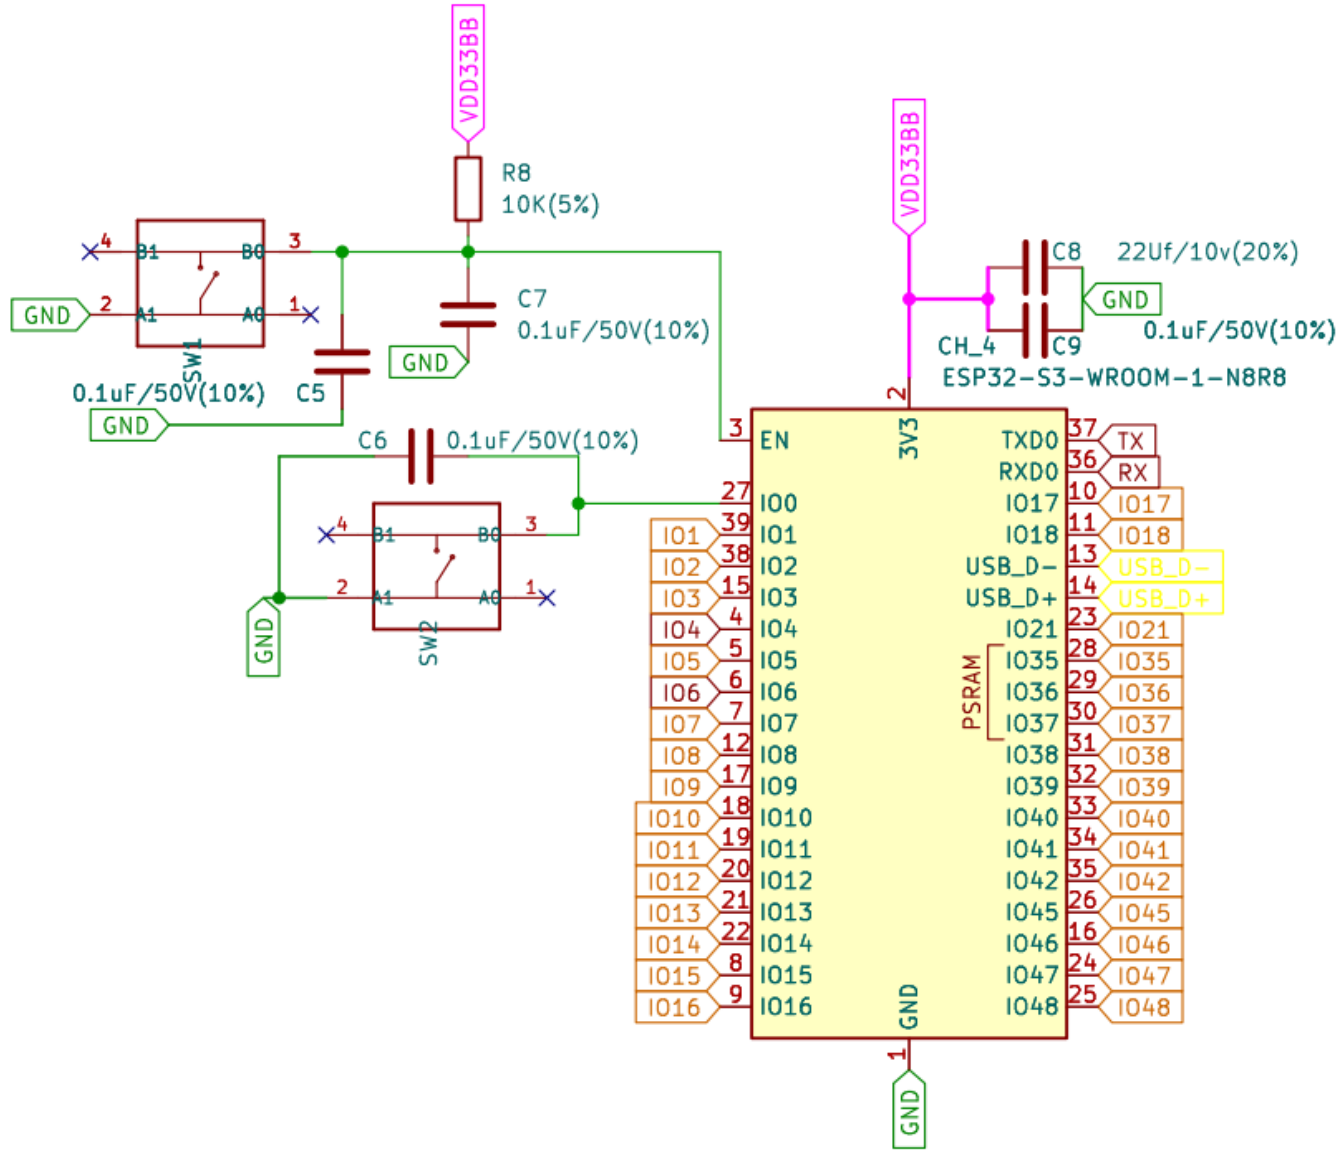 VDD33BB
R8
10K(5%)
4 B1 B0 3
GND 2 A1 A0 1
SW1
C7
0.1uF/50V(10%)
GND
0.1uF/50V(10%) C5
GND
C6 0.1uF/50V(10%)
4 B1 B0 3
2 A1 A0 1
SW2
GND
VDD33BB
C8 22Uf/10v(20%)
GND
0.1uF/50V(10%)
CH_4 C9
ESP32-S3-WROOM-1-N8R8
2
3V3
3 EN
27 IO0
IO1 39 IO1
IO2 38 IO2
IO3 15 IO3
IO4 4 IO4
IO5 5 IO5
IO6 6 IO6
IO7 7 IO7
IO8 12 IO8
IO9 17 IO9
IO10 18 IO10
IO11 19 IO11
IO12 20 IO12
IO13 21 IO13
IO14 22 IO14
IO15 8 IO15
IO16 9 IO16
TXD0 37 TX
RXD0 36 RX
IO17 10 IO17
IO18 11 IO18
USB_D- 13 USB_D-
USB_D+ 14 USB_D+
IO21 23 IO21
IO35 28 IO35
IO36 29 IO36
IO37 30 IO37
PSRAM
IO38 31 IO38
IO39 32 IO39
IO40 33 IO40
IO41 34 IO41
IO42 35 IO42
IO45 26 IO45
IO46 16 IO46
IO47 24 IO47
IO48 25 IO48
GND
1
GND